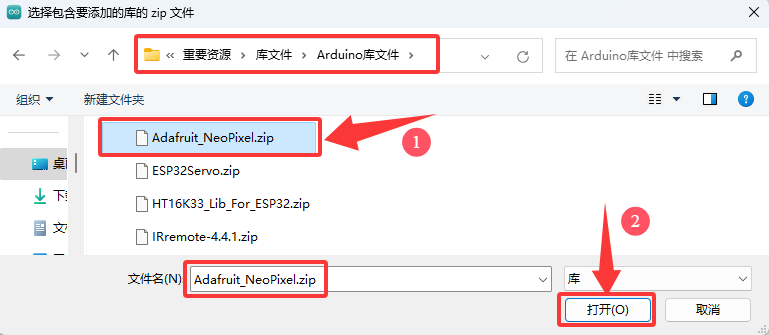 选择包含要添加的库的 zip 文件
« 重要资源 › 库文件 › Arduino库文件 ›
在 Arduino库文件 中搜索
组织 新建文件夹
Adafruit_NeoPixel.zip
1
ESP32Servo.zip
HT16K33_Lib_For_ESP32.zip
IRremote-4.4.1.zip
2
文件名(N): Adafruit_NeoPixel.zip 库
打开(O) 取消